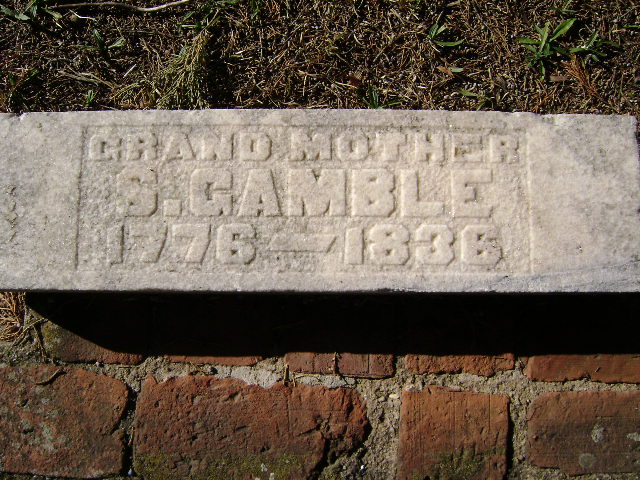 GRAND MOTHER
S. GAMBLE
1776 — 1836